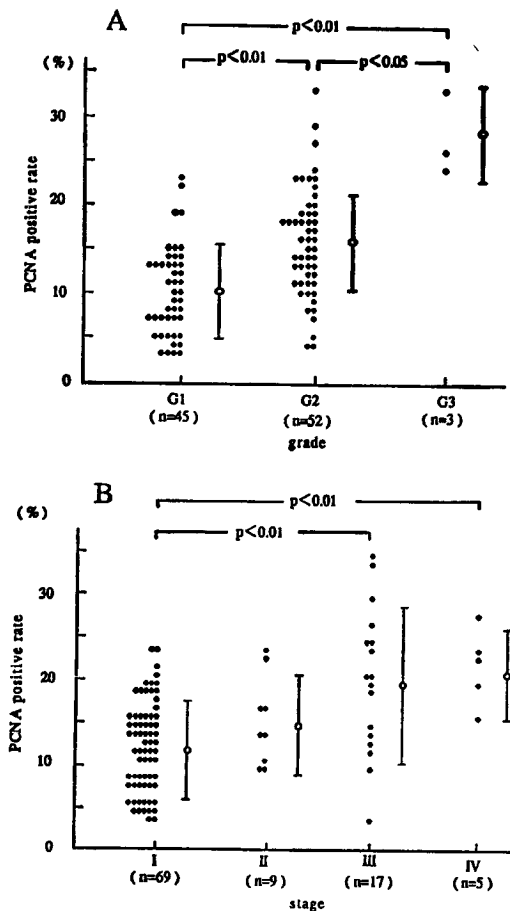 A
p<0.01
(%)
p<0.01
p<0.05
30
20
10
0
PCNA positive rate
G1
G2
G3
(n=45)
(n=52)
(n=3)
grade
B
p<0.01
(%)
p<0.01
30
20
10
0
PCNA positive rate
I
II
III
IV
(n=69)
(n=9)
(n=17)
(n=5)
stage